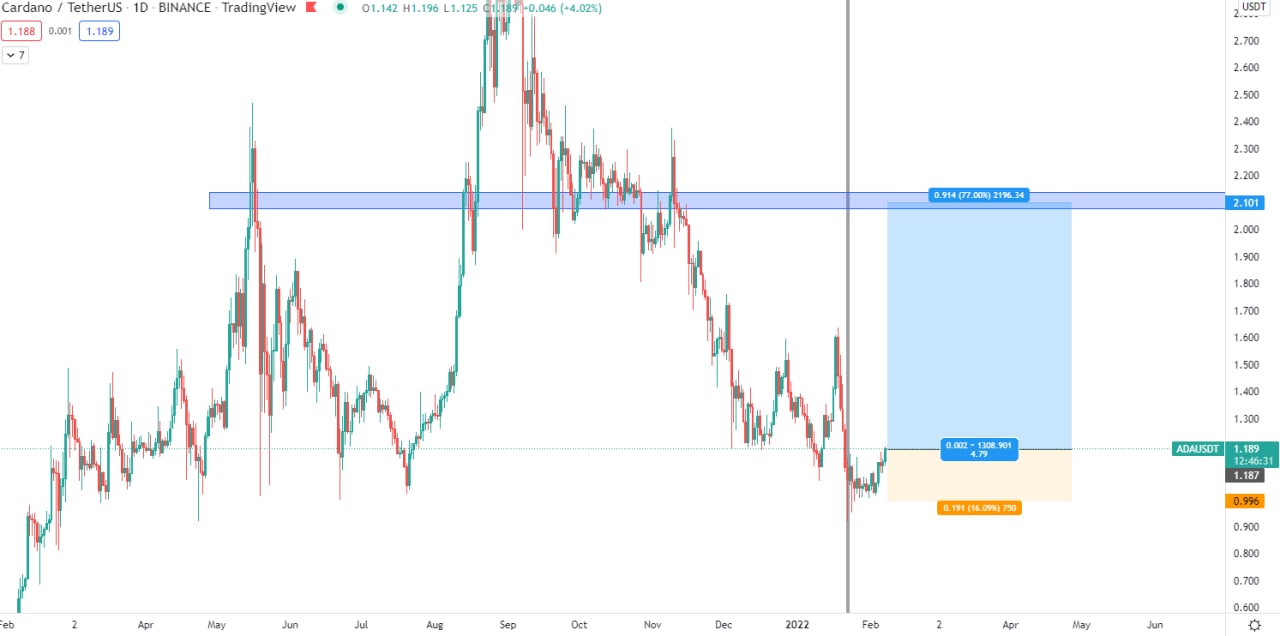 Cardano / TetherUS · 1D · BINANCE · TradingView
O1.142 H1.196 L1.125 C1.189 +0.046 (+4.02%)
USDT
1.188 0.001 1.189
7
2.700
2.600
2.500
2.400
2.300
2.200
0.914 (77.00%) 2196.34
2.101
2.000
1.900
1.800
1.700
1.600
1.500
1.400
1.300
0.002 ~ 1308.901
4.79
ADAUSDT 1.189
12:46:31
1.187
0.996
0.191 (16.09%) 750
0.900
0.800
0.700
0.600
Feb 2 Apr May Jun Jul Aug Sep Oct Nov Dec 2022 Feb 2 Apr May Jun